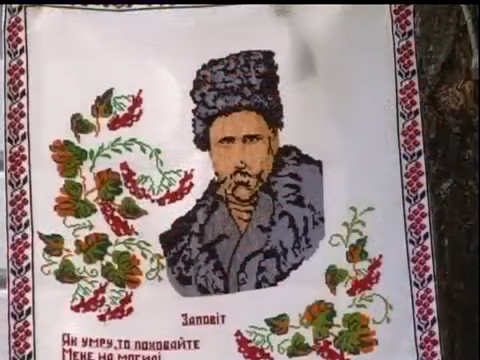 Заповіт
Як умру,то поховайте
Мене на могилі